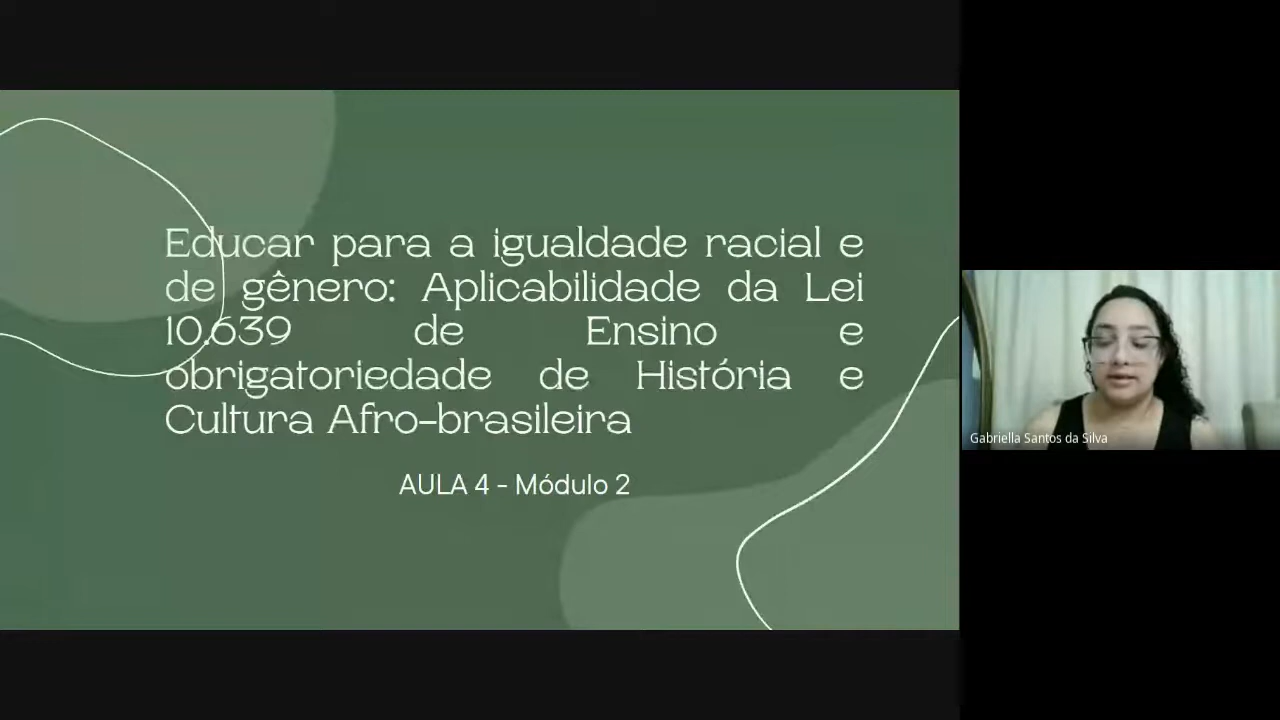 Educar para a igualdade racial e
de gênero: Aplicabilidade da Lei
10.639 de Ensino e
obrigatoriedade de História e
Cultura Afro-brasileira
AULA 4 - Módulo 2
Gabriella Santos da Silva